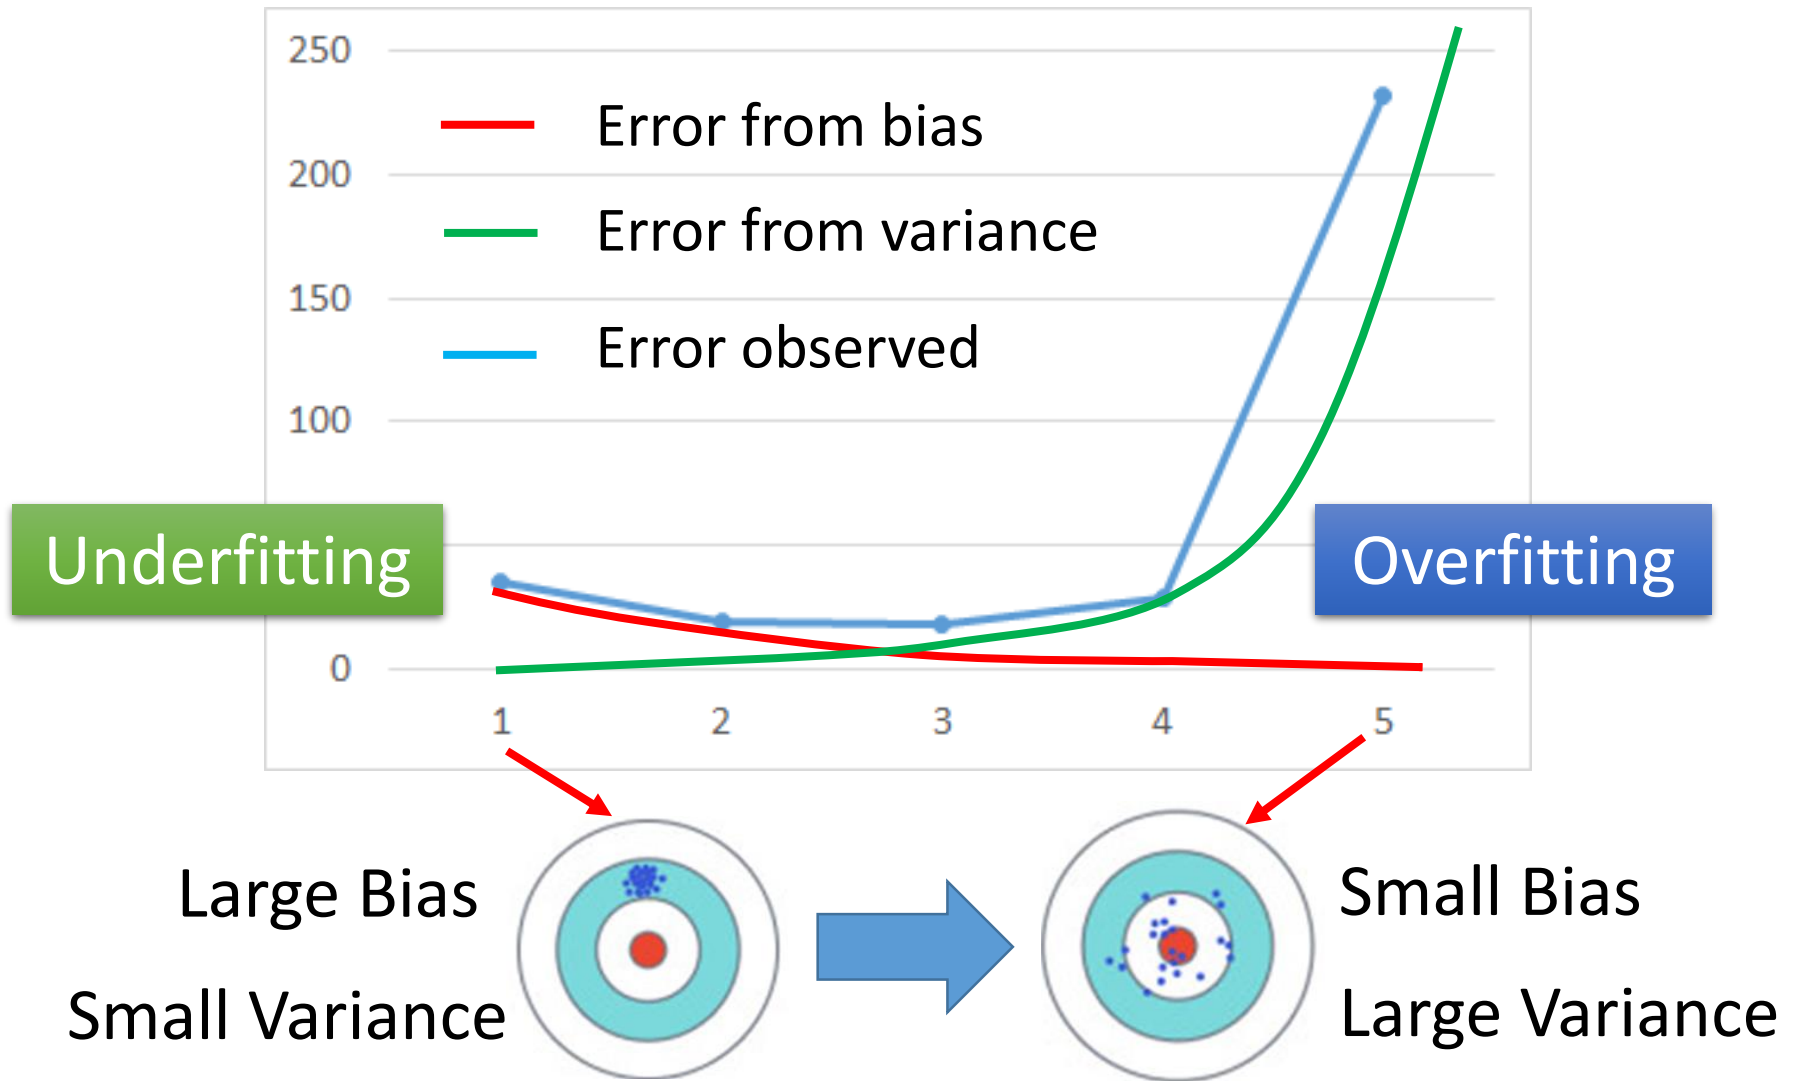 250
Error from bias
200
Error from variance
150
Error observed
100
Underfitting
Overfitting
0
1 2 3 4 5
Large Bias
Small Variance
Small Bias
Large Variance